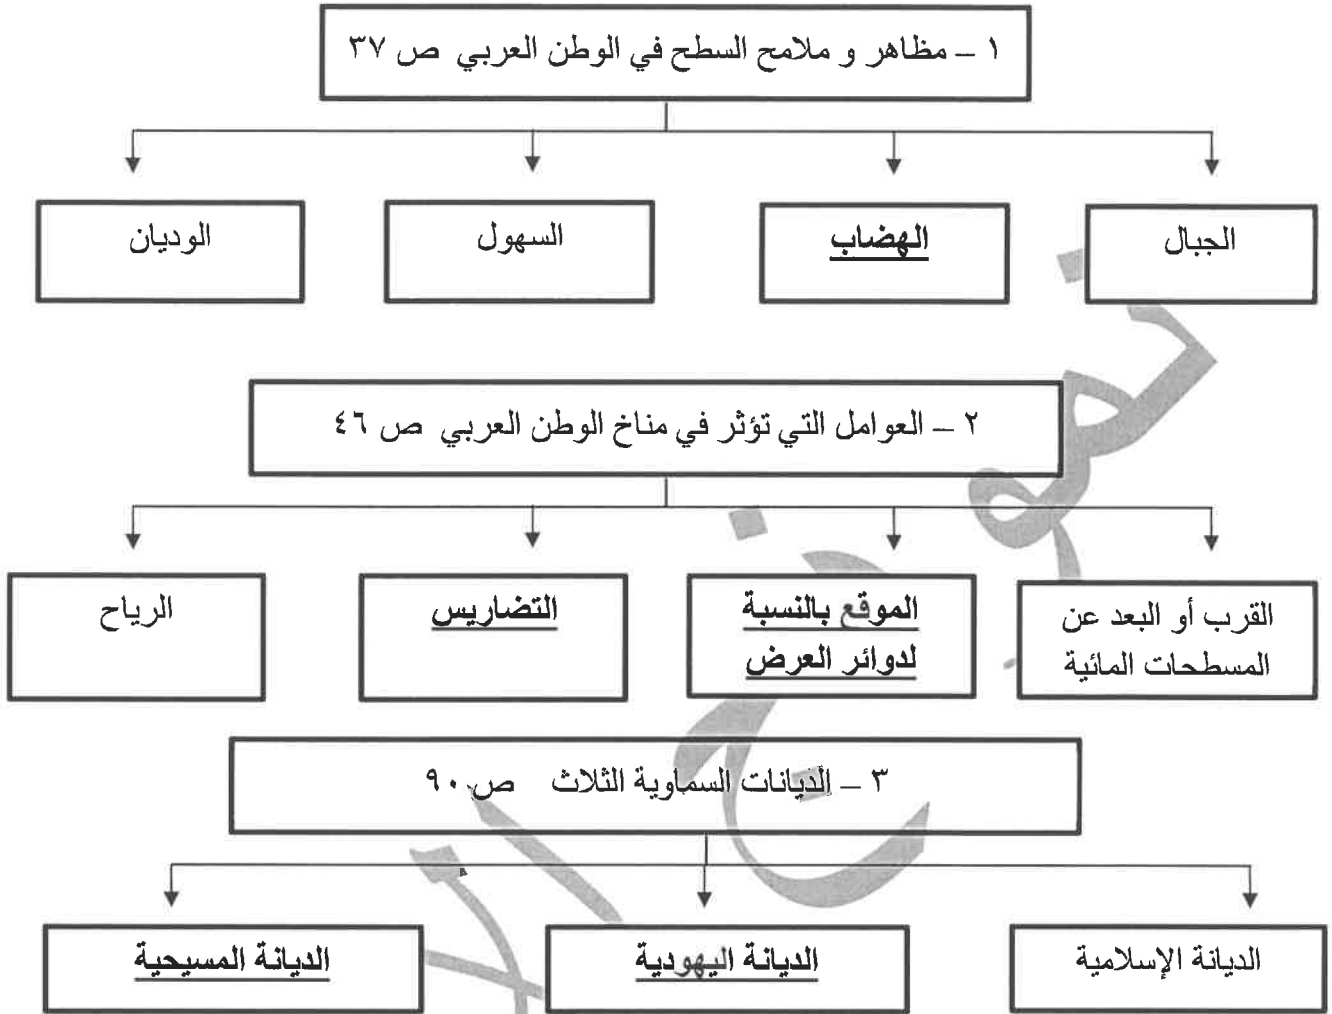 ١ – مظاهر و ملامح السطح في الوطن العربي ص ٣٧
الجبال
الهضاب
السهول
الوديان
٢ – العوامل التي تؤثر في مناخ الوطن العربي ص ٤٦
القرب أو البعد عن
المسطحات المائية
الموقع بالنسبة
لدوائر العرض
التضاريس
الرياح
٣ – الديانات السماوية الثلاث ص ٩٠
الديانة الإسلامية
الديانة اليهودية
الديانة المسيحية